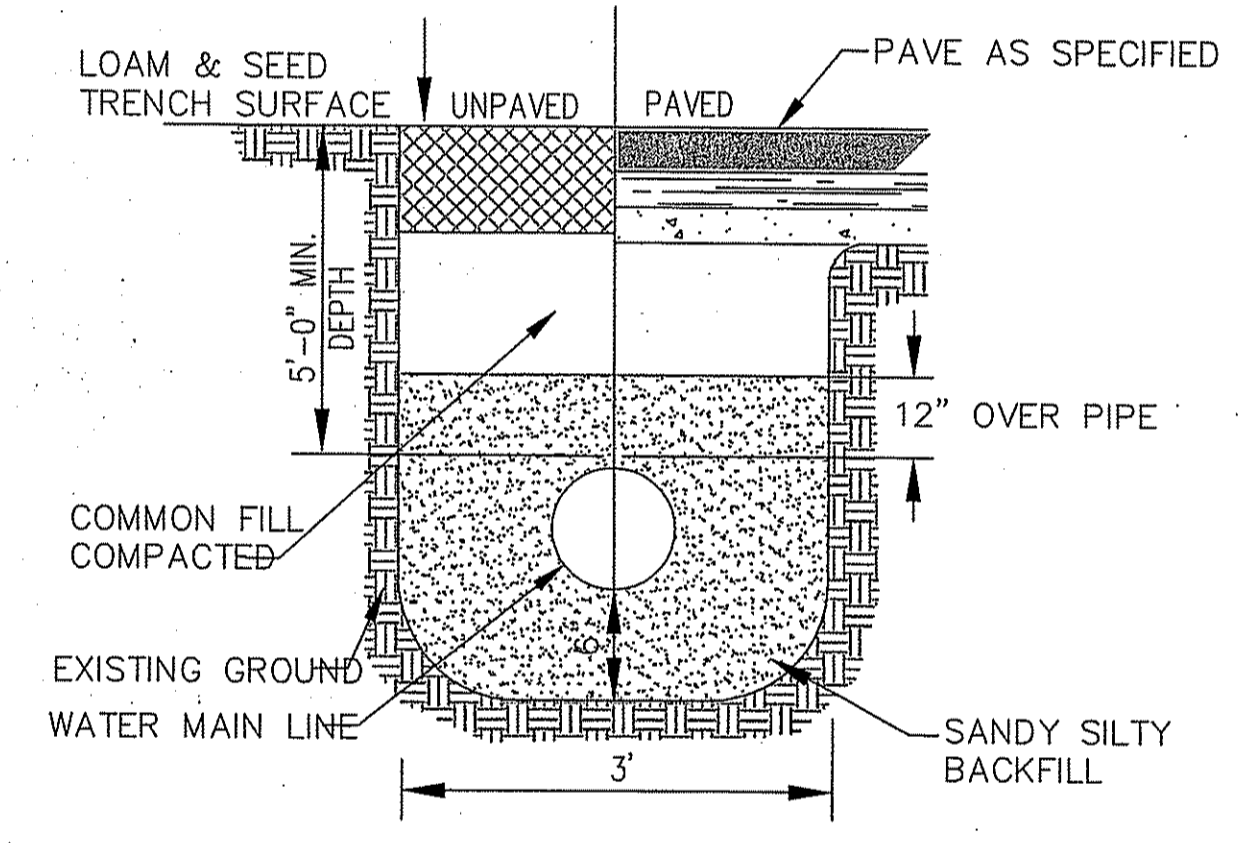 LOAM & SEED
TRENCH SURFACE
UNPAVED
PAVED
PAVE AS SPECIFIED
5'-0" MIN.
DEPTH
12" OVER PIPE
COMMON FILL
COMPACTED
EXISTING GROUND
WATER MAIN LINE
6"
SANDY SILTY
BACKFILL
3'